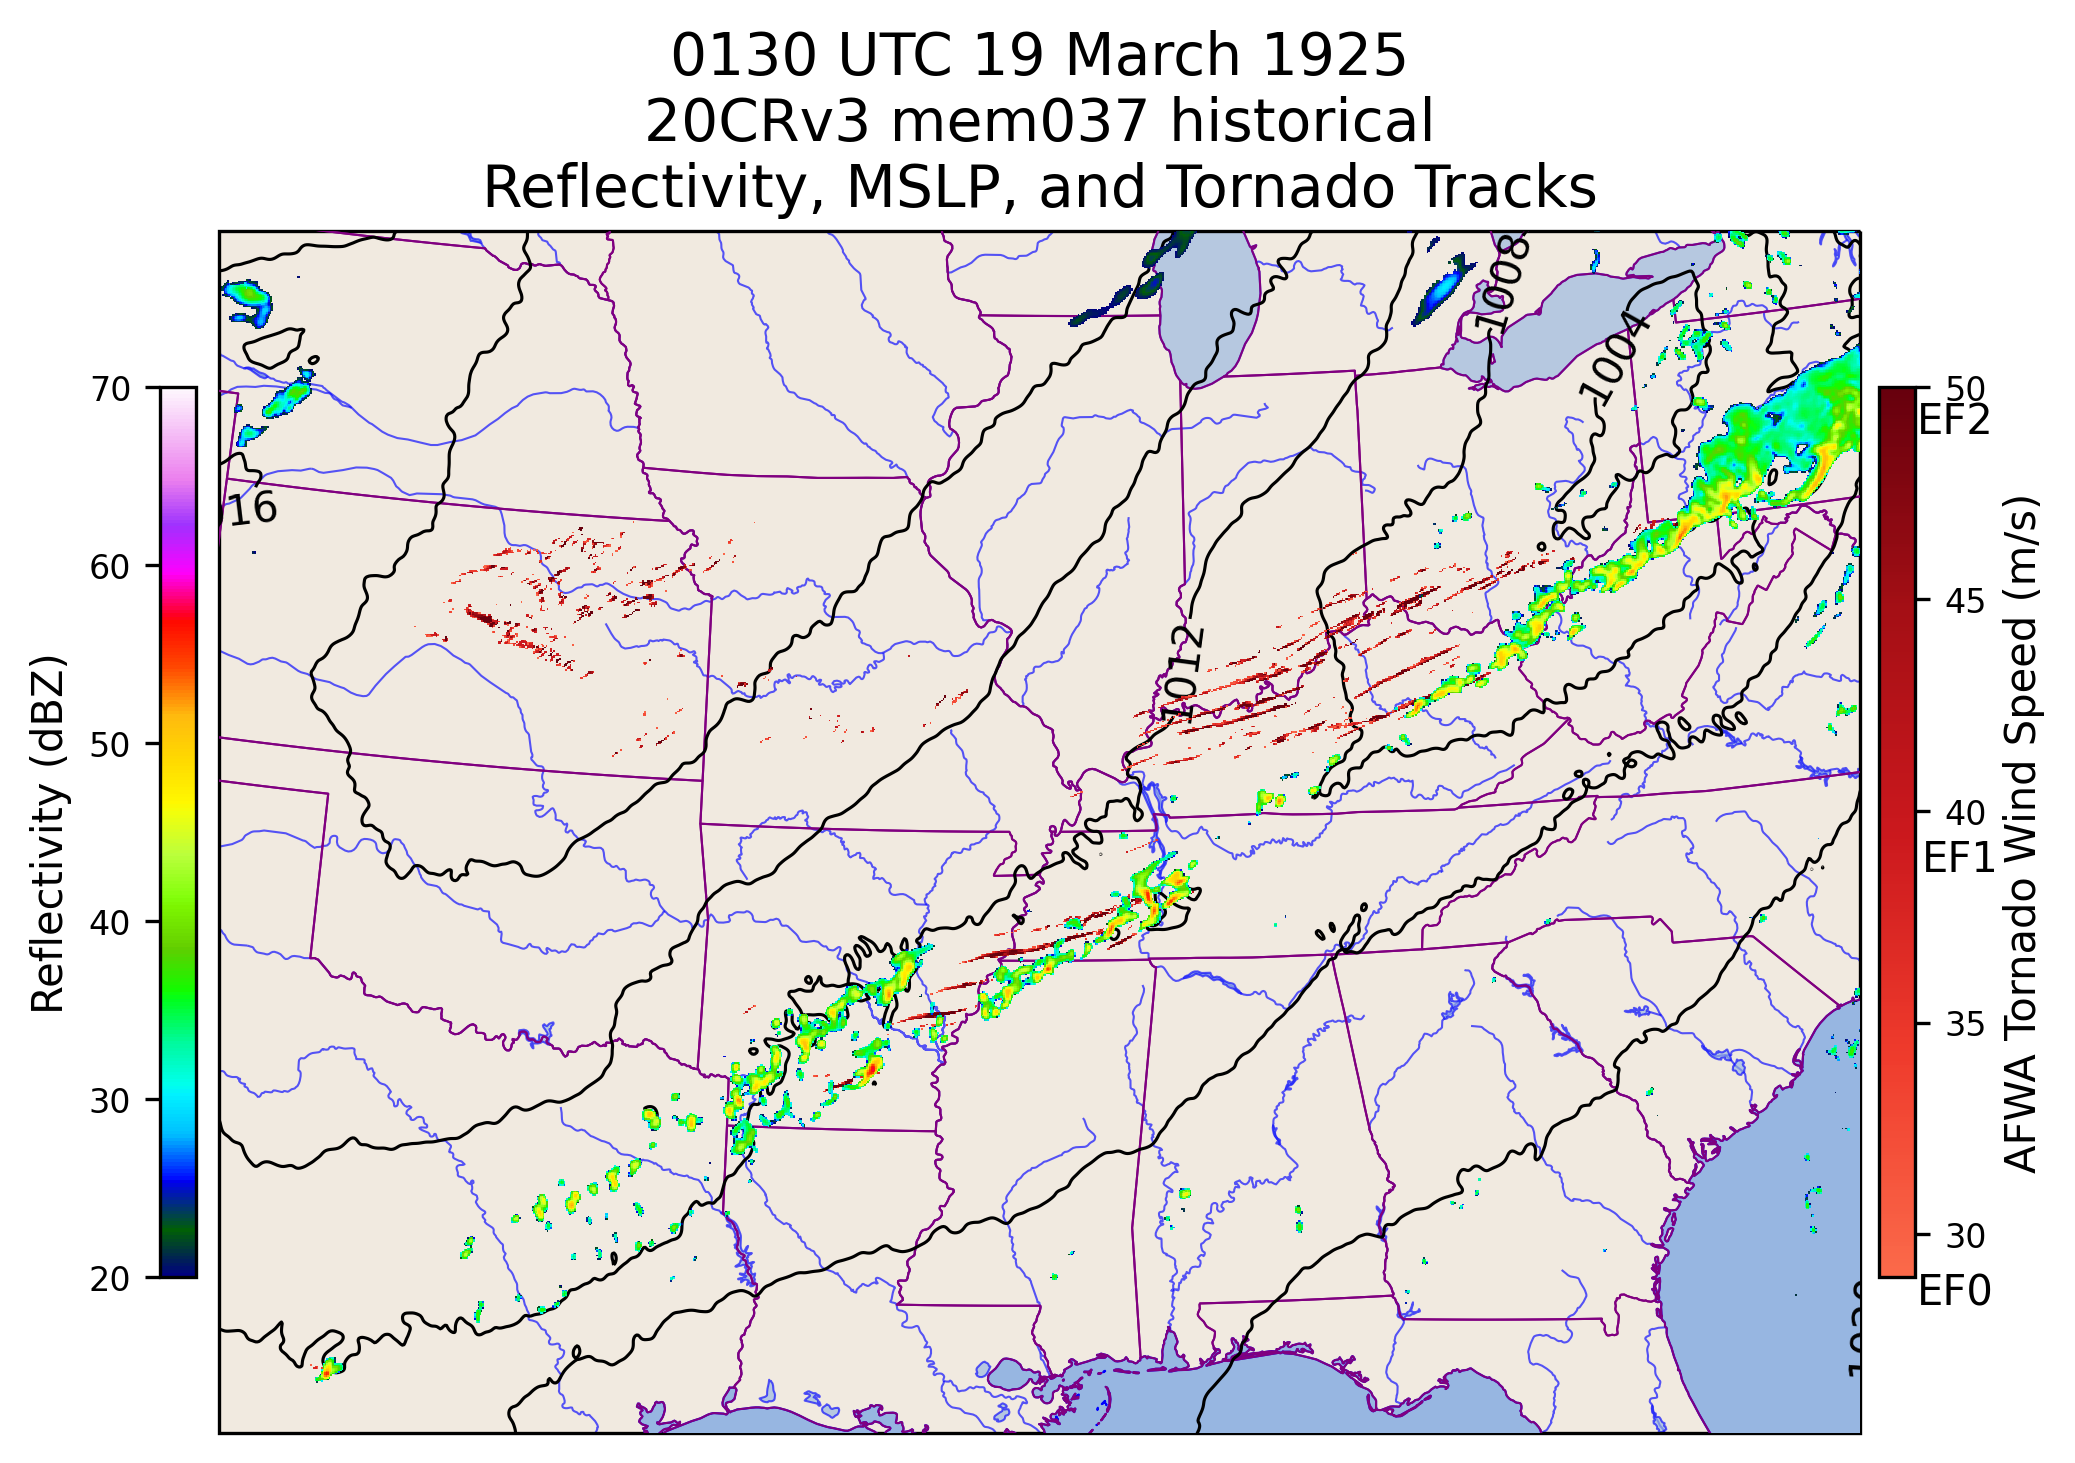 0130 UTC 19 March 1925
20CRv3 mem037 historical
Reflectivity, MSLP, and Tornado Tracks
Reflectivity (dBZ)
70
60
50
40
30
20
16
1008
1004
1012
50
EF2
45
40
EF1
35
30
EF0
AFWA Tornado Wind Speed (m/s)